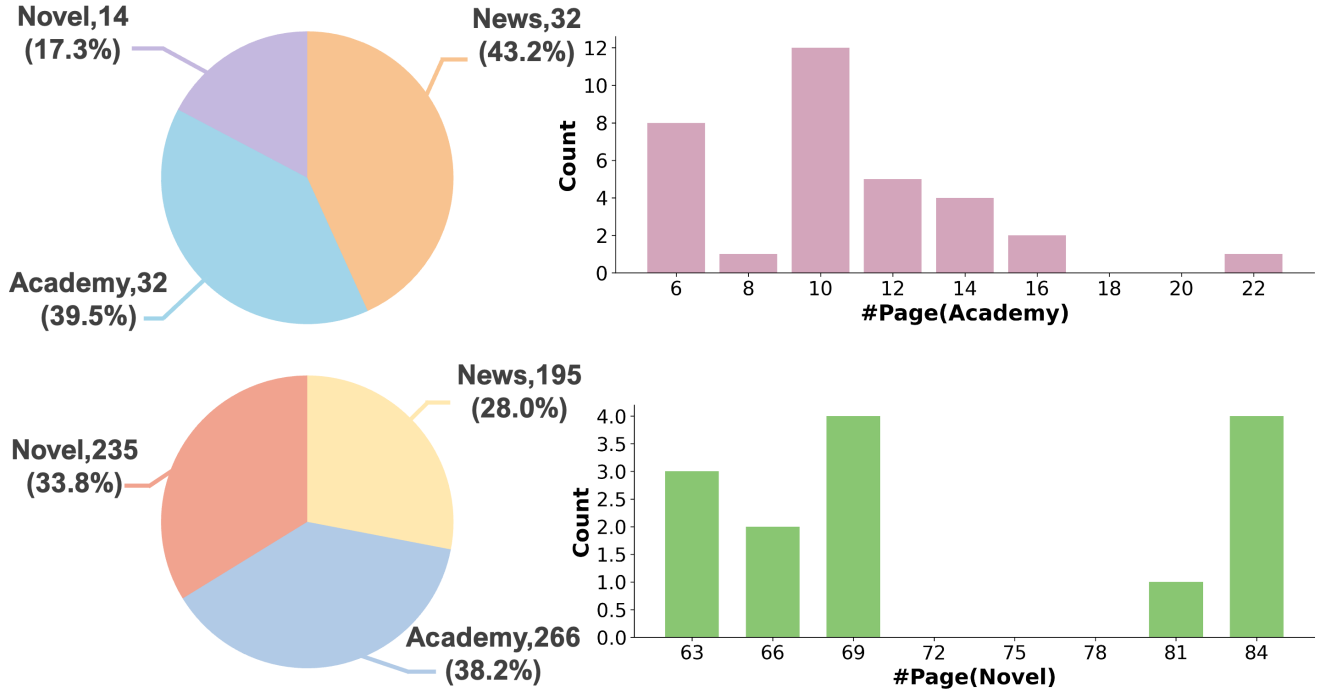 Novel,14
(17.3%)
News,32
(43.2%)
Academy,32
(39.5%)
12
10
8
6
4
2
0
Count
6 8 10 12 14 16 18 20 22
#Page(Academy)
News,195
(28.0%)
Novel,235
(33.8%)
Academy,266
(38.2%)
4.0
3.5
3.0
2.5
2.0
1.5
1.0
0.5
0.0
Count
63 66 69 72 75 78 81 84
#Page(Novel)